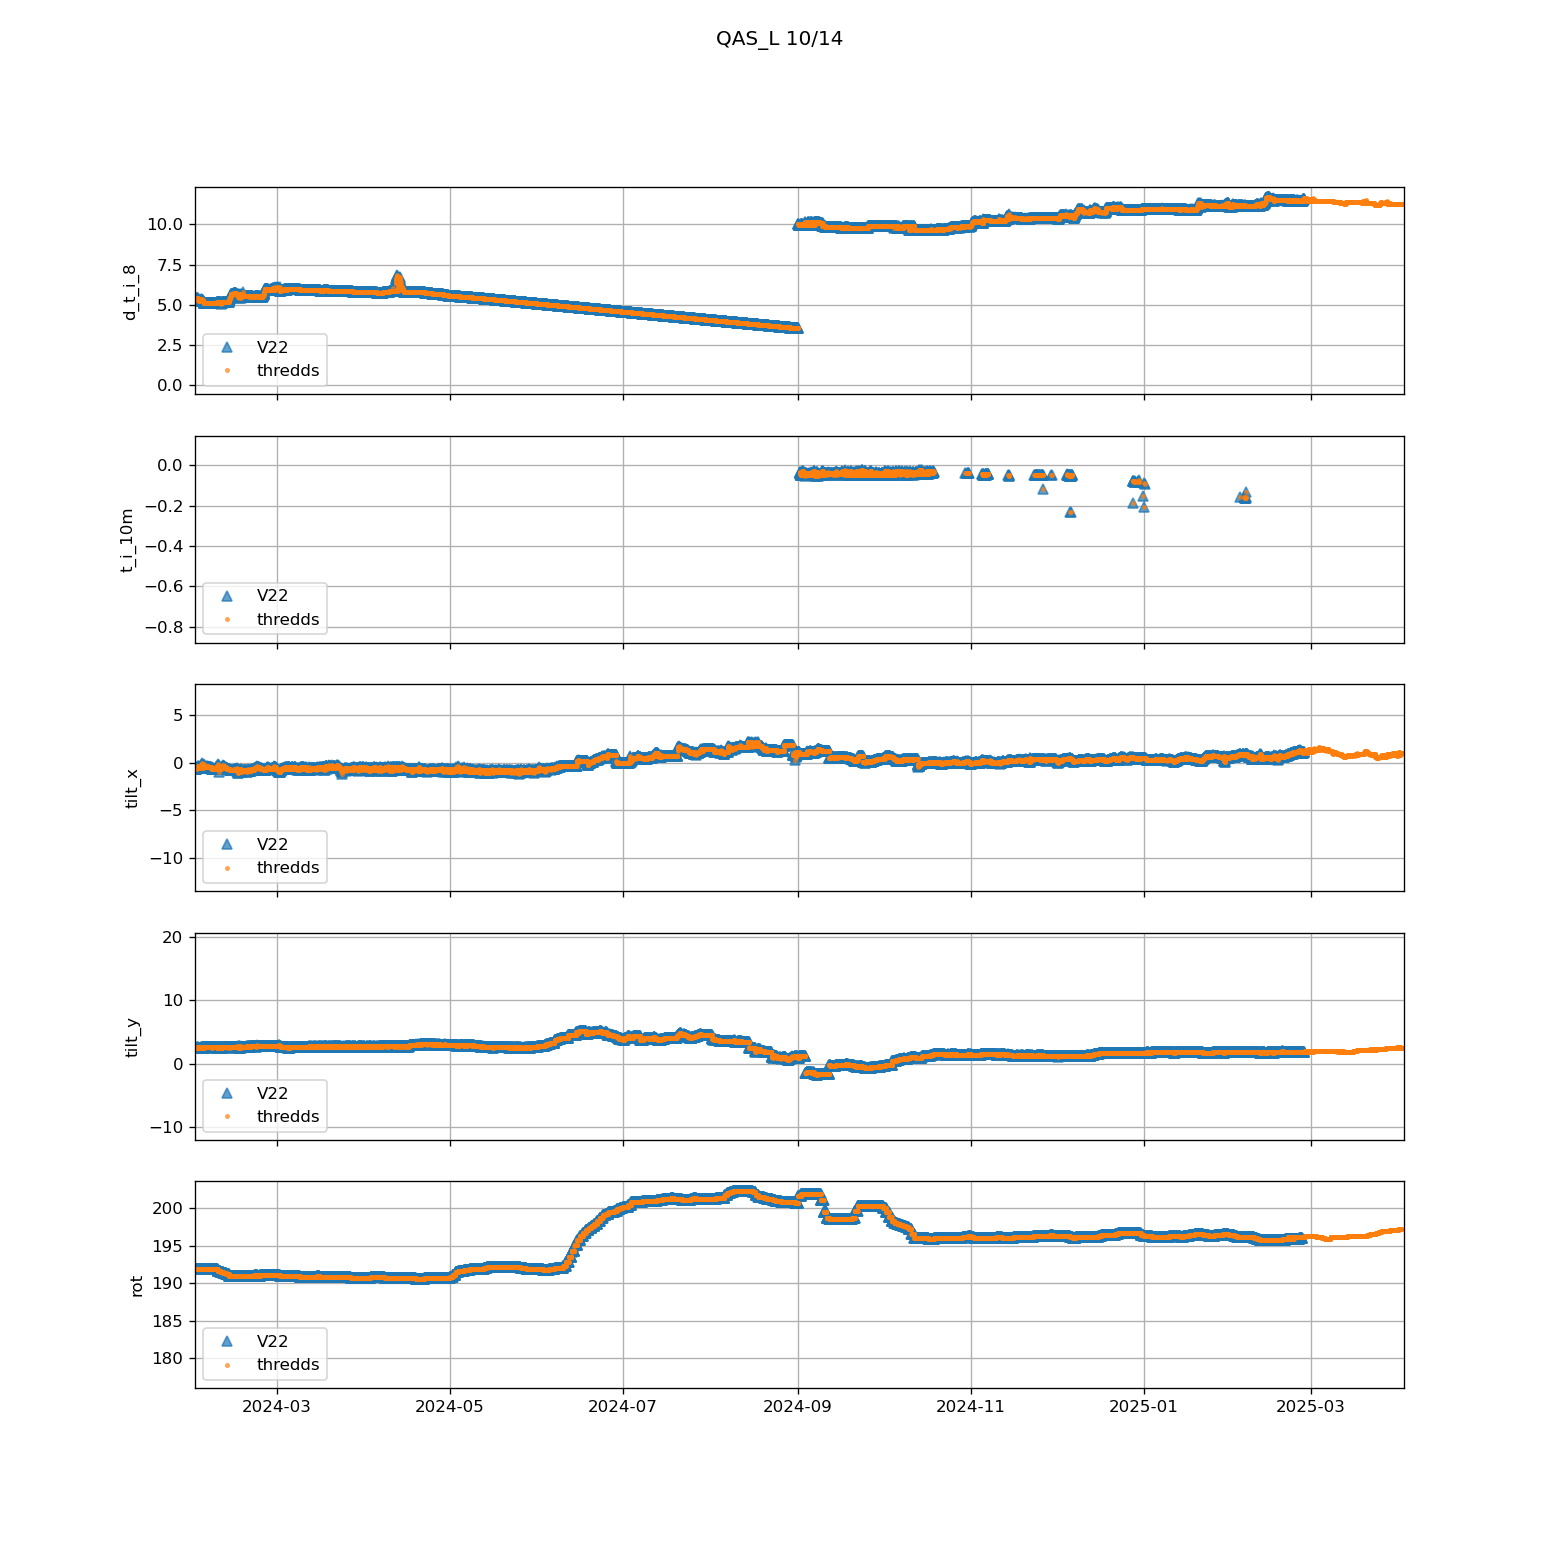 QAS_L 10/14
10.0
7.5
5.0
2.5
0.0
d_t_i_8
V22
thredds
0.0
−0.2
−0.4
−0.6
−0.8
t_i_10m
V22
thredds
5
0
−5
−10
tilt_x
V22
thredds
20
10
0
−10
tilt_y
V22
thredds
200
195
190
185
180
rot
V22
thredds
2024-03 2024-05 2024-07 2024-09 2024-11 2025-01 2025-03